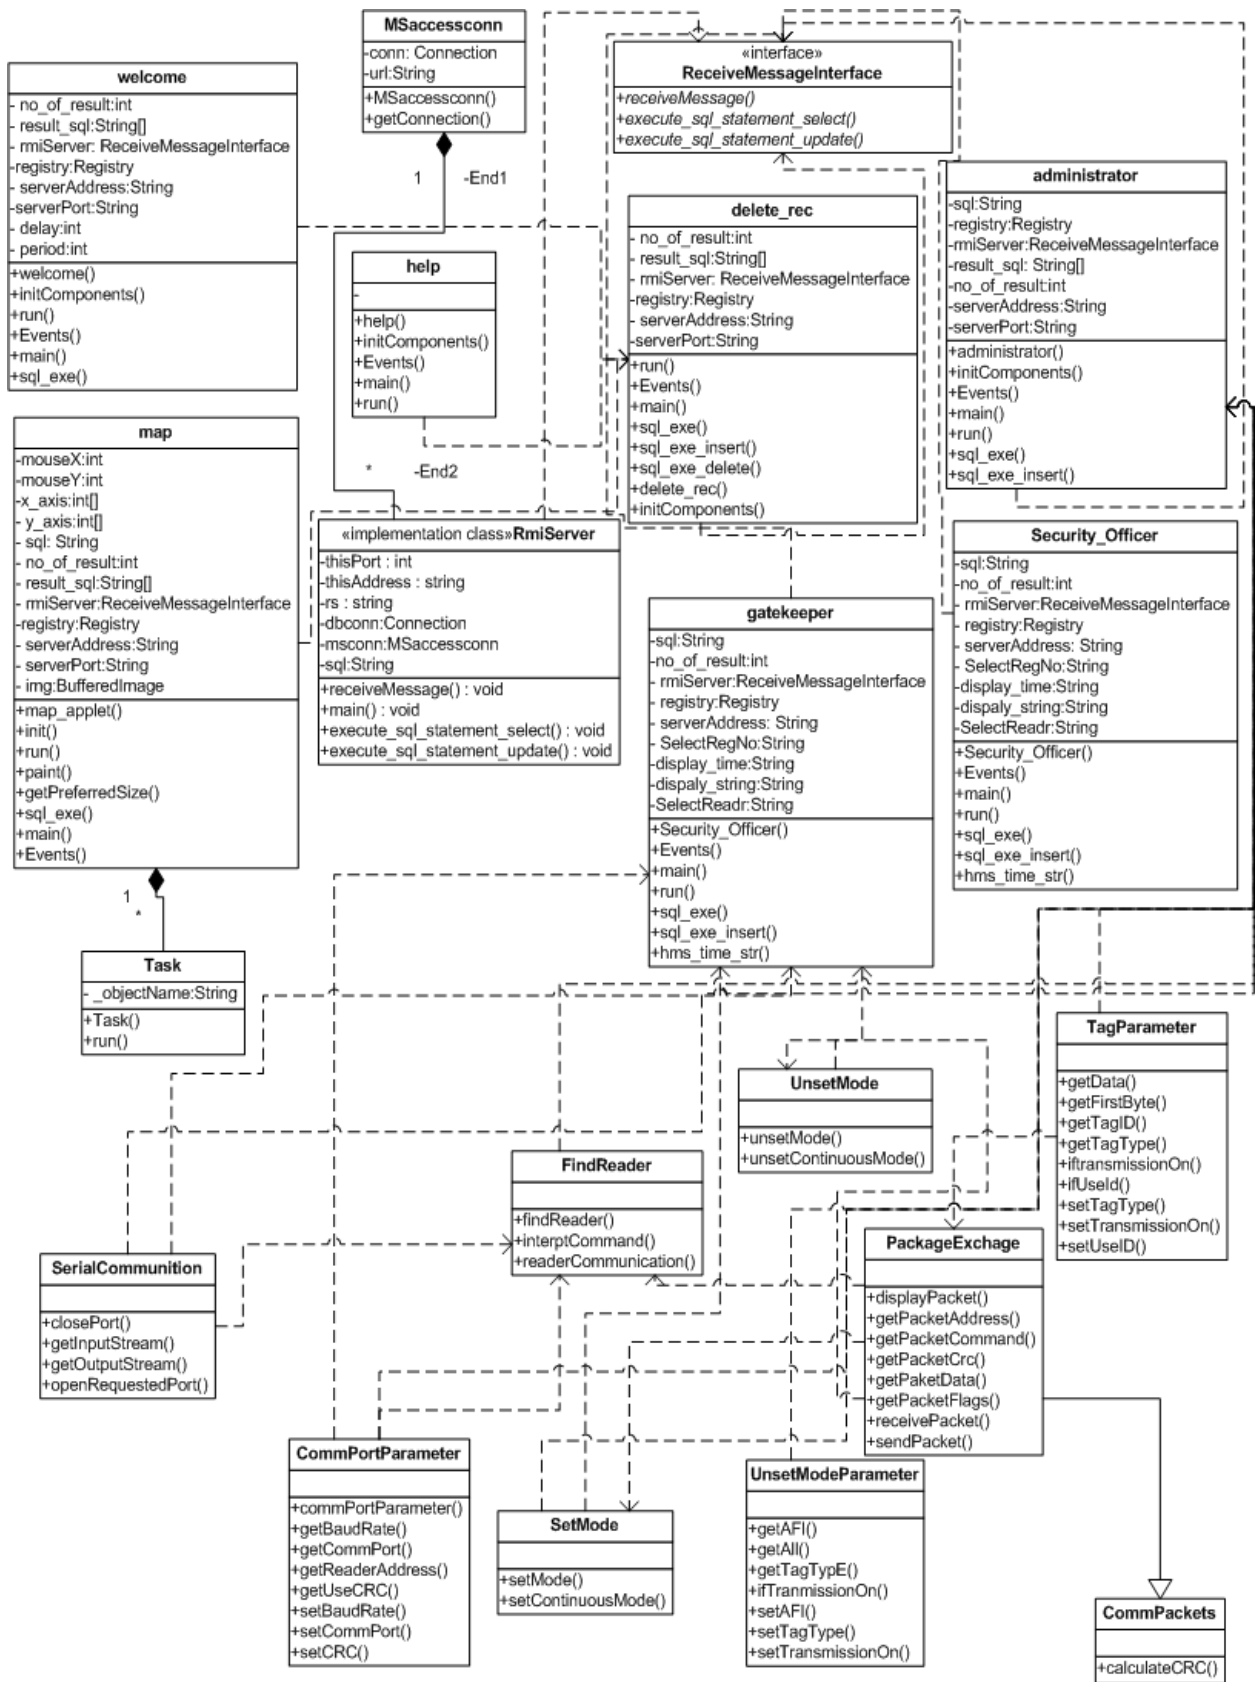 MSaccessconn
-conn: Connection
-url:String
+MSaccessconn()
+getConnection()
1
-End1
«interface»
ReceiveMessageInterface
+receiveMessage()
+execute_sql_statement_select()
+execute_sql_statement_update()
welcome
- no_of_result:int
- result_sql:String[]
- rmiServer: ReceiveMessageInterface
-registry:Registry
- serverAddress:String
-serverPort:String
- delay:int
- period:int
+welcome()
+initComponents()
+run()
+Events()
+main()
+sql_exe()
help
-
+help()
+initComponents()
+Events()
+main()
+run()
*
-End2
delete_rec
- no_of_result:int
- result_sql:String[]
- rmiServer: ReceiveMessageInterface
-registry:Registry
- serverAddress:String
-serverPort:String
+run()
+Events()
+main()
+sql_exe()
+sql_exe_insert()
+sql_exe_delete()
+delete_rec()
+initComponents()
administrator
-sql:String
-registry:Registry
-rmiServer:ReceiveMessageInterface
-result_sql: String[]
-no_of_result:int
-serverAddress:String
-serverPort:String
+administrator()
+initComponents()
+Events()
+main()
+run()
+sql_exe()
+sql_exe_insert()
map
-mouseX:int
-mouseY:int
-x_axis:int[]
- y_axis:int[]
- sql: String
- no_of_result:int
- result_sql:String[]
- rmiServer:ReceiveMessageInterface
-registry:Registry
- serverAddress:String
- serverPort:String
- img:BufferedImage
+map_applet()
+init()
+run()
+paint()
+getPreferredSize()
+sql_exe()
+main()
+Events()
1
*
«implementation class»RmiServer
-thisPort : int
-thisAddress : string
-rs : string
-dbconn:Connection
-msconn:MSaccessconn
-sql:String
+receiveMessage() : void
+main() : void
+execute_sql_statement_select() : void
+execute_sql_statement_update() : void
Security_Officer
-sql:String
-no_of_result:int
- rmiServer:ReceiveMessageInterface
- registry:Registry
- serverAddress: String
- SelectRegNo:String
-display_time:String
-dispaly_string:String
-SelectReadr:String
+Security_Officer()
+Events()
+main()
+run()
+sql_exe()
+sql_exe_insert()
+hms_time_str()
gatekeeper
-sql:String
-no_of_result:int
- rmiServer:ReceiveMessageInterface
- registry:Registry
- serverAddress: String
- SelectRegNo:String
-display_time:String
-dispaly_string:String
-SelectReadr:String
+Security_Officer()
+Events()
+main()
+run()
+sql_exe()
+sql_exe_insert()
+hms_time_str()
Task
- _objectName:String
+Task()
+run()
TagParameter
+getData()
+getFirstByte()
+getTagID()
+getTagType()
+iftransmissionOn()
+ifUseId()
+setTagType()
+setTransmissionOn()
+setUseID()
UnsetMode
+unsetMode()
+unsetContinuousMode()
FindReader
+findReader()
+interptCommand()
+readerCommunication()
PackageExchage
+displayPacket()
+getPacketAddress()
+getPacketCommand()
+getPacketCrc()
+getPaketData()
+getPacketFlags()
+receivePacket()
+sendPacket()
SerialCommunition
+closePort()
+getInputStream()
+getOutputStream()
+openRequestedPort()
CommPortParameter
+commPortParameter()
+getBaudRate()
+getCommPort()
+getReaderAddress()
+getUseCRC()
+setBaudRate()
+setCommPort()
+setCRC()
SetMode
+setMode()
+setContinuousMode()
UnsetModeParameter
+getAFI()
+getAll()
+getTagTypE()
+ifTranmissionOn()
+setAFI()
+setTagType()
+setTransmissionOn()
CommPackets
+calculateCRC()